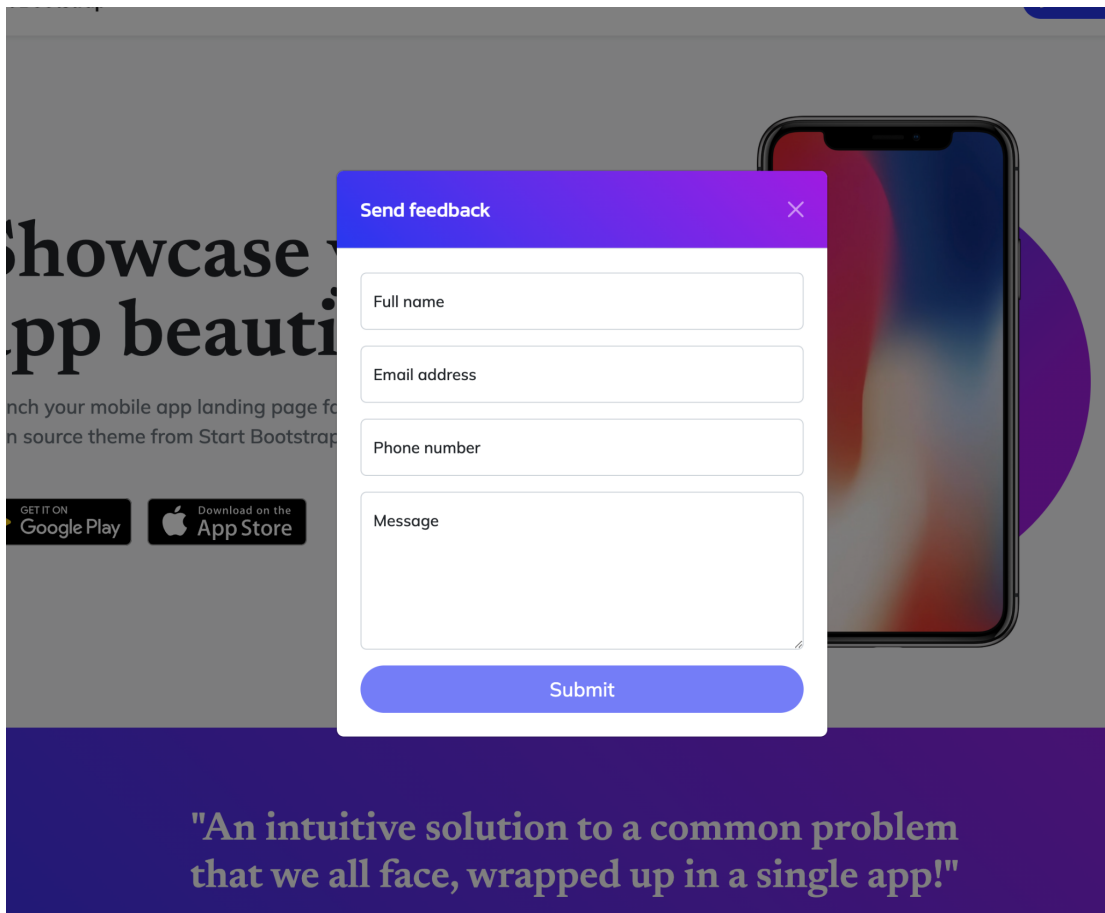 Send feedback
Full name
Email address
Phone number
Message
Submit
Showcase
app beauti
nch your mobile app landing page fo
n source theme from Start Bootstrap
GET IT ON
Google Play
Download on the
App Store
"An intuitive solution to a common problem
that we all face, wrapped up in a single app!"